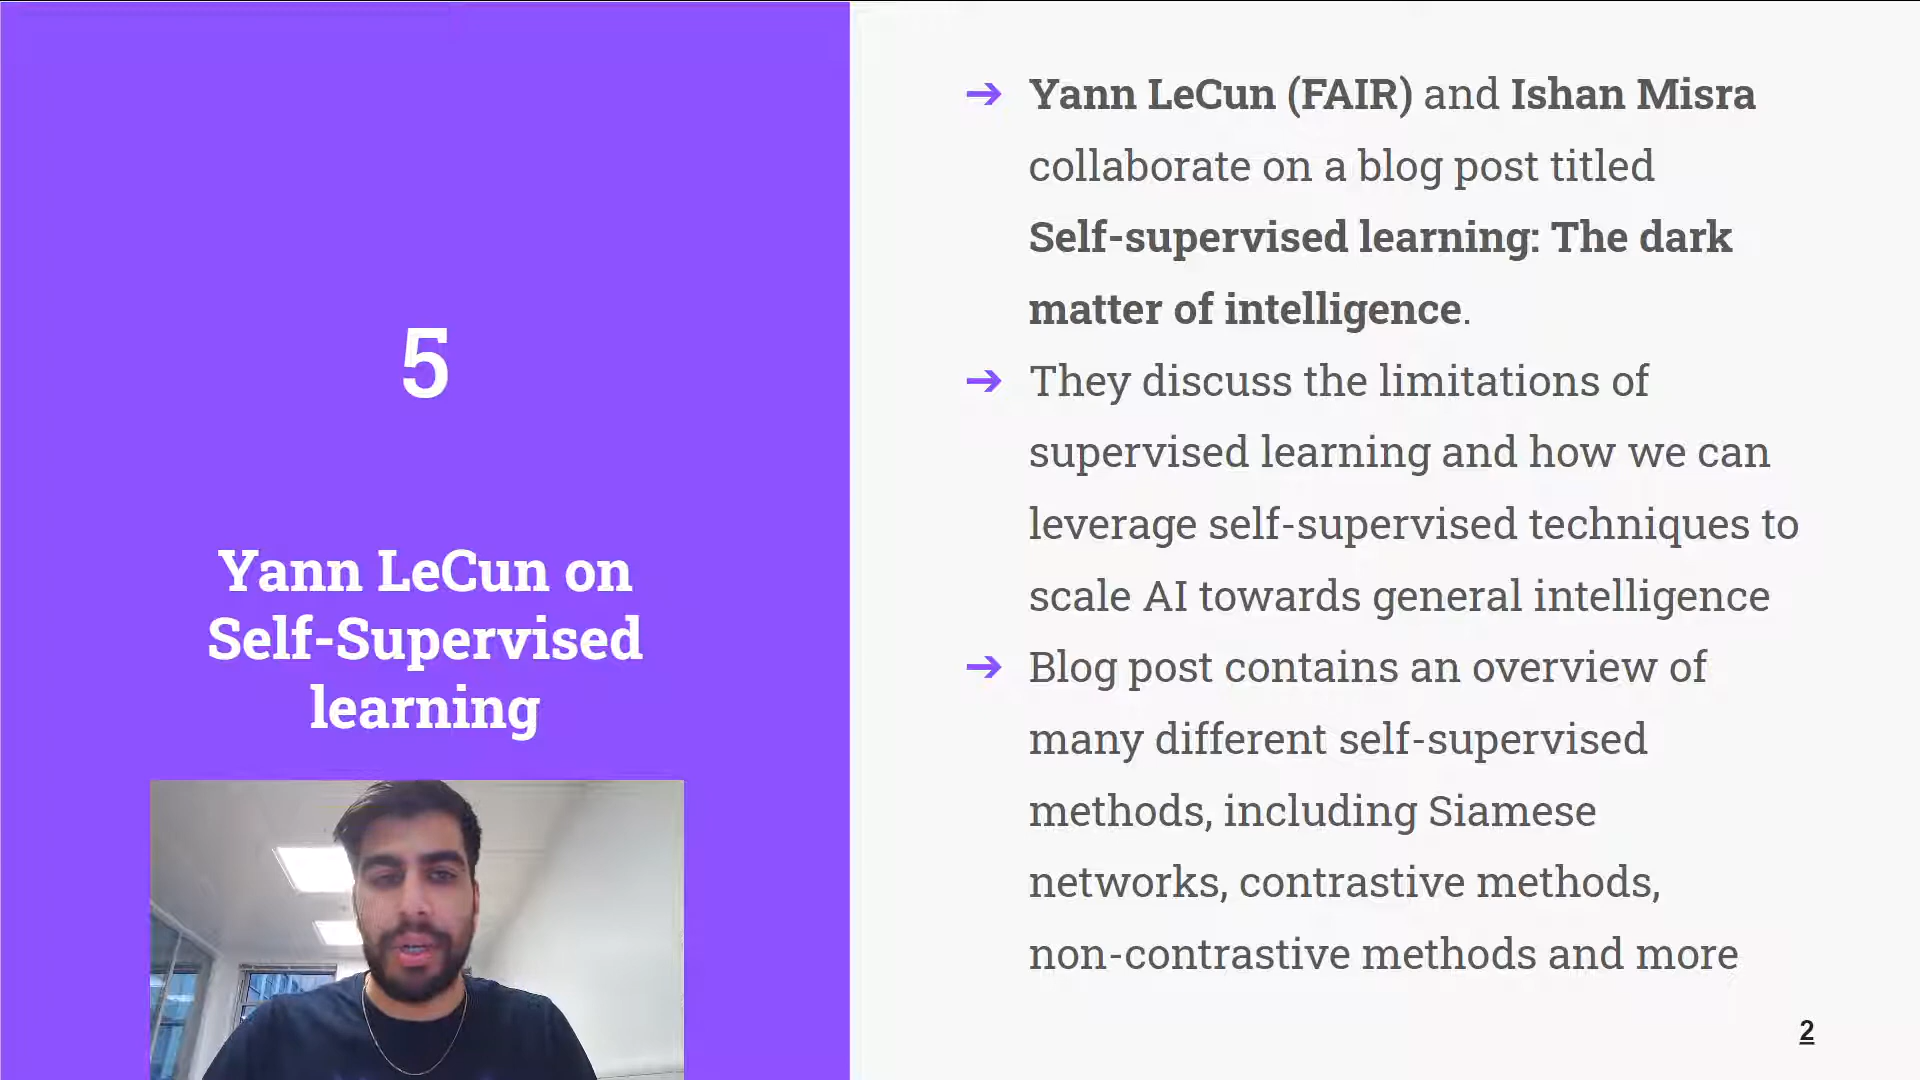 5
Yann LeCun on
Self-Supervised
learning
➔ Yann LeCun (FAIR) and Ishan Misra
collaborate on a blog post titled
Self-supervised learning: The dark
matter of intelligence.
➔ They discuss the limitations of
supervised learning and how we can
leverage self-supervised techniques to
scale AI towards general intelligence
➔ Blog post contains an overview of
many different self-supervised
methods, including Siamese
networks, contrastive methods,
non-contrastive methods and more
2